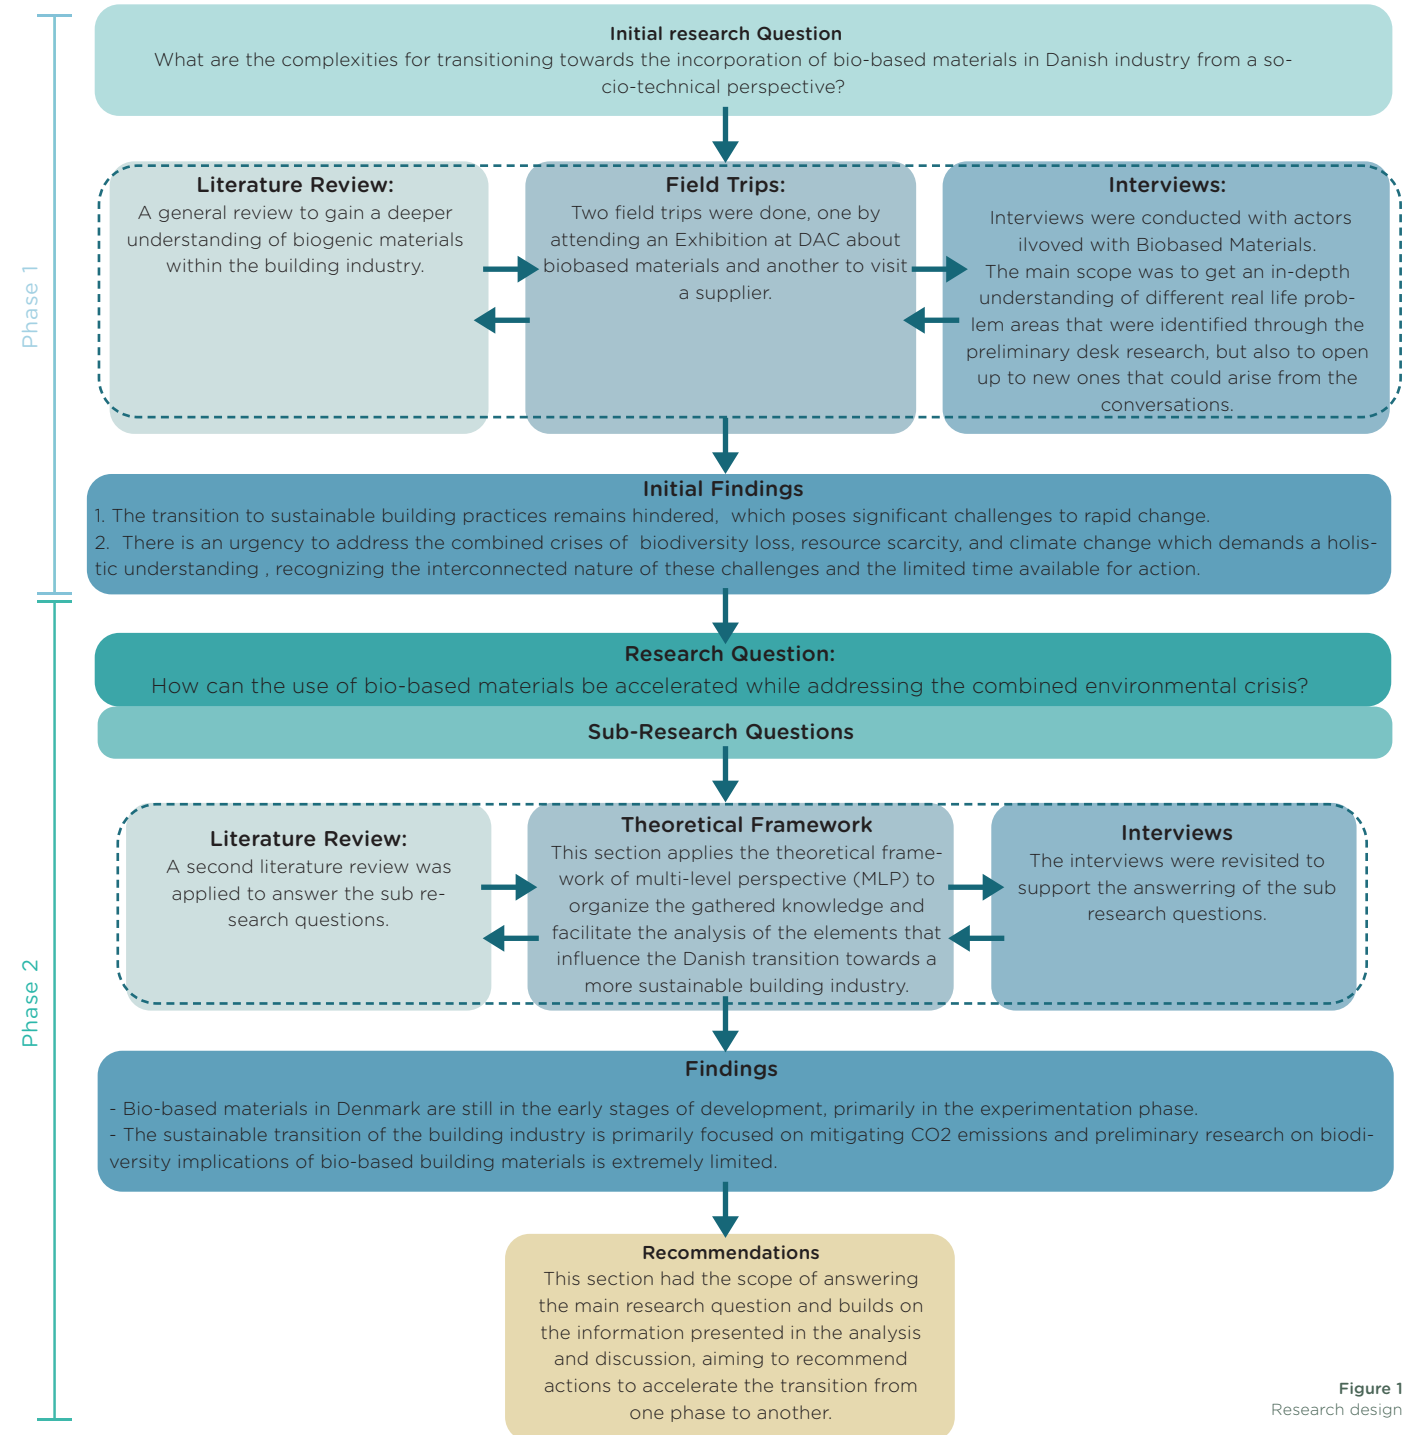 Phase 1
Initial research Question
What are the complexities for transitioning towards the incorporation of bio-based materials in Danish industry from a so-
cio-technical perspective?
Literature Review:
A general review to gain a deeper
understanding of biogenic materials
within the building industry.
Field Trips:
Two field trips were done, one by
attending an Exhibition at DAC about
biobased materials and another to visit
a supplier.
Interviews:
Interviews were conducted with actors
ilvoved with Biobased Materials.
The main scope was to get an in-depth
understanding of different real life prob-
lem areas that were identified through the
preliminary desk research, but also to open
up to new ones that could arise from the
conversations.
Initial Findings
1. The transition to sustainable building practices remains hindered, which poses significant challenges to rapid change.
2. There is an urgency to address the combined crises of biodiversity loss, resource scarcity, and climate change which demands a holis-
tic understanding , recognizing the interconnected nature of these challenges and the limited time available for action.
Phase 2
Research Question:
How can the use of bio-based materials be accelerated while addressing the combined environmental crisis?
Sub-Research Questions
Literature Review:
A second literature review was
applied to answer the sub re-
search questions.
Theoretical Framework
This section applies the theoretical frame-
work of multi-level perspective (MLP) to
organize the gathered knowledge and
facilitate the analysis of the elements that
influence the Danish transition towards a
more sustainable building industry.
Interviews
The interviews were revisited to
support the answerring of the sub
research questions.
Findings
- Bio-based materials in Denmark are still in the early stages of development, primarily in the experimentation phase.
- The sustainable transition of the building industry is primarily focused on mitigating CO2 emissions and preliminary research on biodi-
versity implications of bio-based building materials is extremely limited.
Recommendations
This section had the scope of answering
the main research question and builds on
the information presented in the analysis
and discussion, aiming to recommend
actions to accelerate the transition from
one phase to another.
Figure 1
Research design